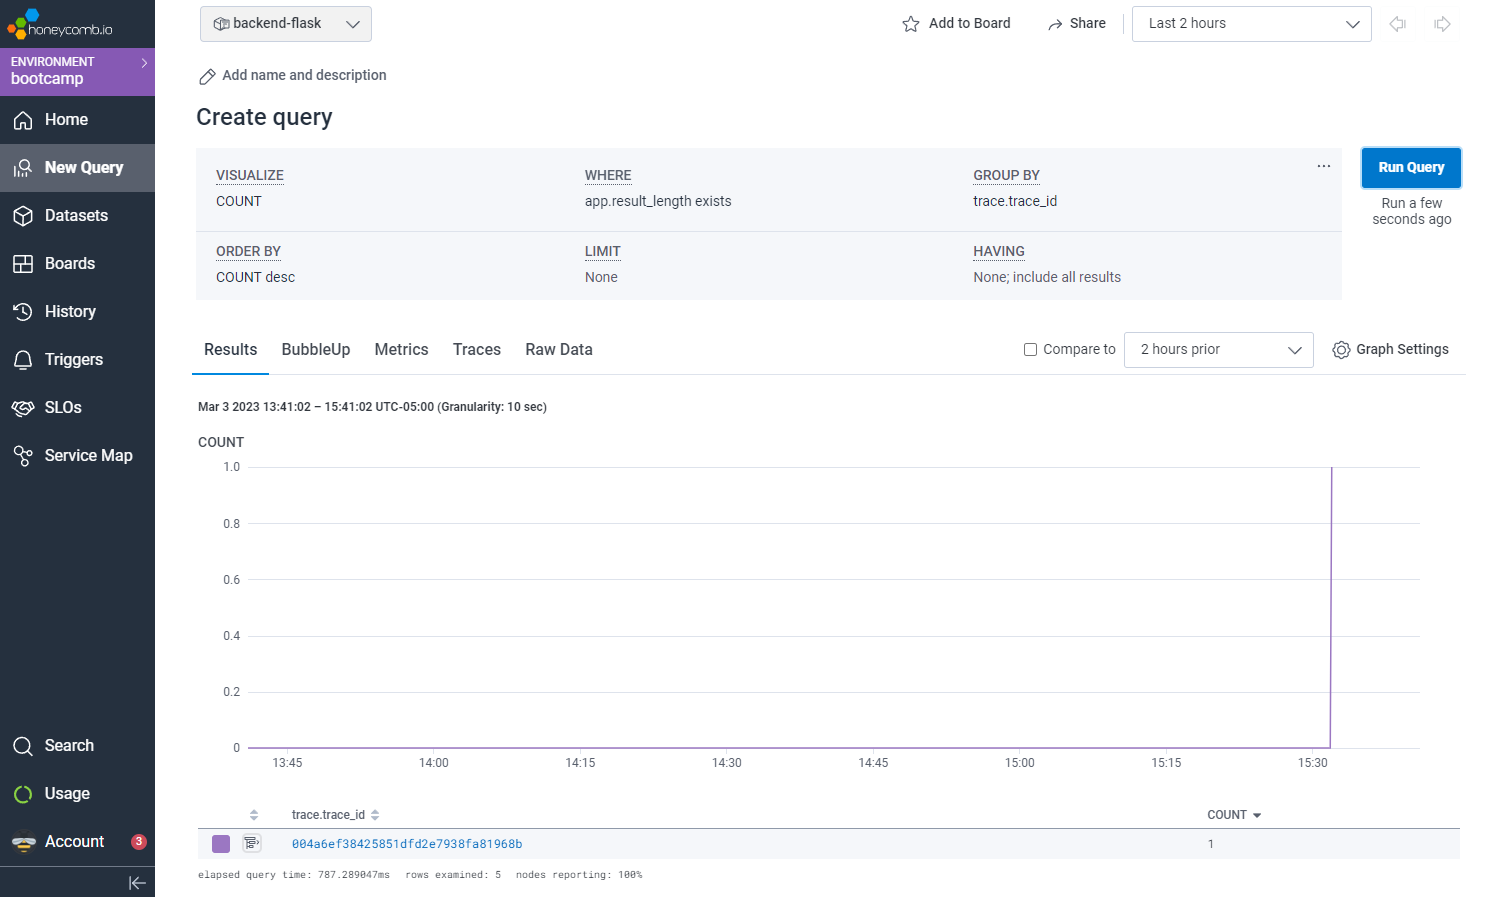 honeycomb.io
ENVIRONMENT
bootcamp
Home
New Query
Datasets
Boards
History
Triggers
SLOs
Service Map
Search
Usage
Account 3
backend-flask
Add to Board
Share
Last 2 hours
Add name and description
Create query
VISUALIZE WHERE GROUP BY
COUNT app.result_length exists trace.trace_id
...
Run Query
Run a few
seconds ago
ORDER BY LIMIT HAVING
COUNT desc None None; include all results
Results BubbleUp Metrics Traces Raw Data
Compare to 2 hours prior Graph Settings
Mar 3 2023 13:41:02 – 15:41:02 UTC-05:00 (Granularity: 10 sec)
COUNT
1.0
0.8
0.6
0.4
0.2
0
13:45 14:00 14:15 14:30 14:45 15:00 15:15 15:30
trace.trace_id COUNT
004a6ef38425851dfd2e7938fa81968b 1
elapsed query time: 787.289047ms rows examined: 5 nodes reporting: 100%